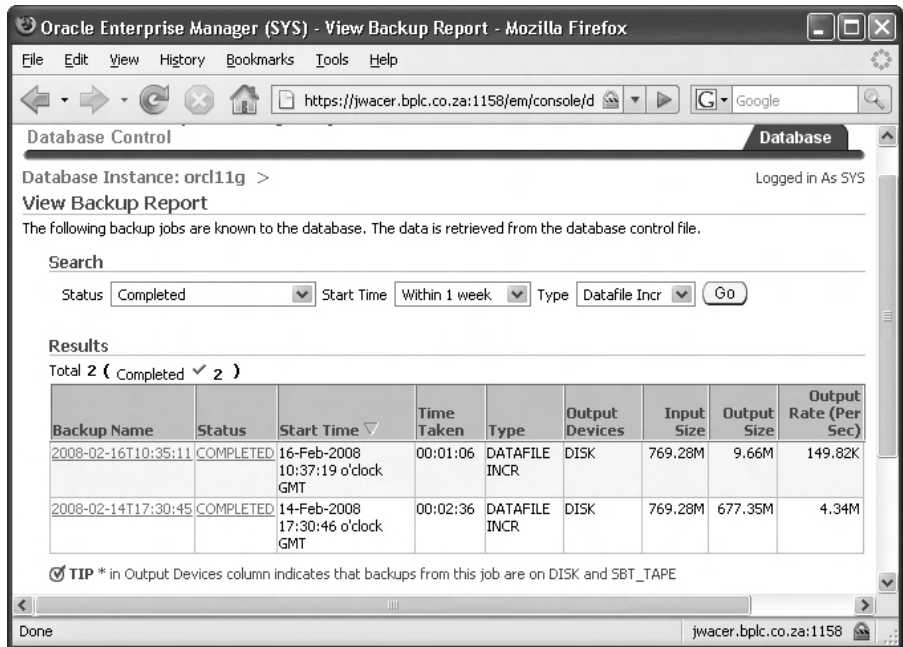 Oracle Enterprise Manager (SYS) - View Backup Report - Mozilla Firefox
File Edit View History Bookmarks Tools Help
https://jwacer.bplc.co.za:1158/em/console/d
G Google
Database Control
Database
Database Instance: orcl11g >
Logged in As SYS
View Backup Report
The following backup jobs are known to the database. The data is retrieved from the database control file.
Search
Status Completed Start Time Within 1 week Type Datafile Incr Go
Results
Total 2 ( Completed 2 )
Backup Name Status Start Time Time Taken Type Output Devices Input Size Output Size Output Rate (Per Sec)
2008-02-16T10:35:11 COMPLETED 16-Feb-2008 10:37:19 o'clock GMT 00:01:06 DATAFILE INCR DISK 769.28M 9.66M 149.82K
2008-02-14T17:30:45 COMPLETED 14-Feb-2008 17:30:46 o'clock GMT 00:02:36 DATAFILE INCR DISK 769.28M 677.35M 4.34M
TIP * in Output Devices column indicates that backups from this job are on DISK and SBT_TAPE
Done
jwacer.bplc.co.za:1158